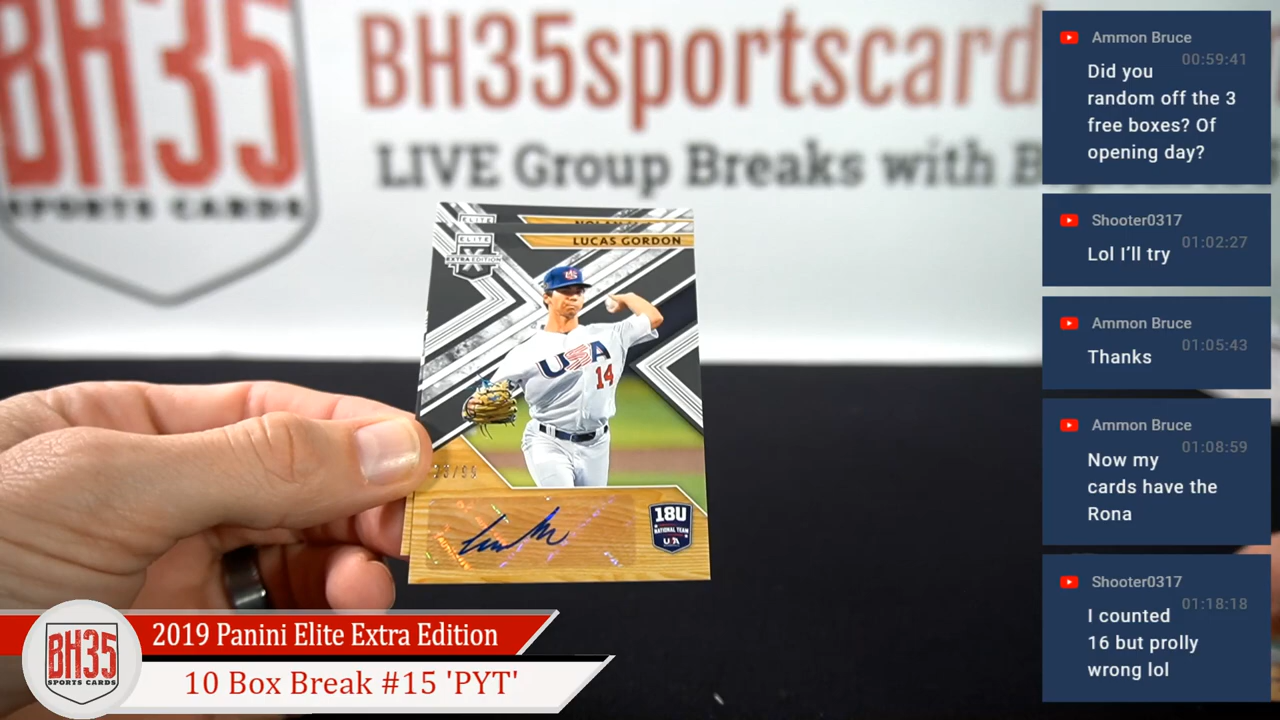 BH35
SPORTS CARDS
BH35sportscard
LIVE Group Breaks with B
ELITE
ELITE
EXTRA EDITION
LUCAS GORDON
USA
14
/99
18U
NATIONAL TEAM
USA
2019 Panini Elite Extra Edition
10 Box Break #15 'PYT'
BH35
SPORTS CARDS
Ammon Bruce
00:59:41
Did you
random off the 3
free boxes? Of
opening day?
Shooter0317
01:02:27
Lol I'll try
Ammon Bruce
01:05:43
Thanks
Ammon Bruce
01:08:59
Now my
cards have the
Rona
Shooter0317
01:18:18
I counted
16 but prolly
wrong lol